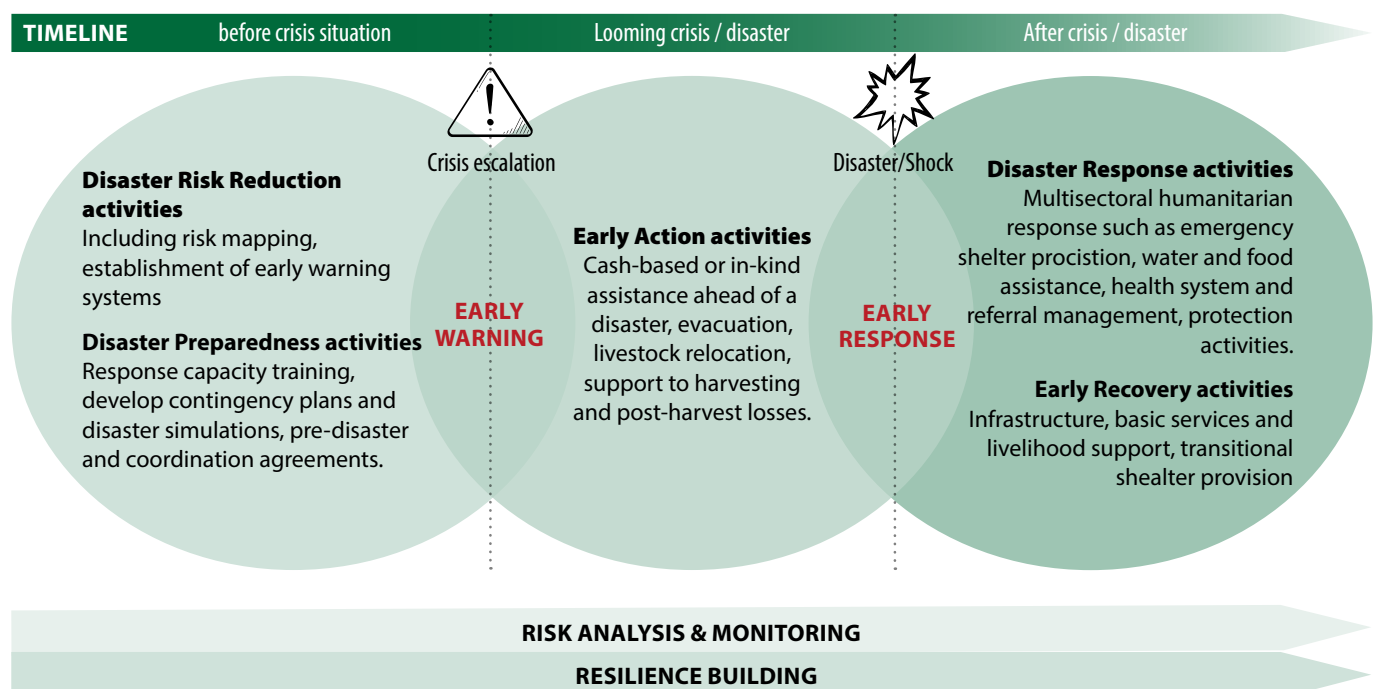 TIMELINE
before crisis situation
Looming crisis / disaster
After crisis / disaster
Crisis escalation
Disaster/Shock
Disaster Risk Reduction
activities
Including risk mapping,
establishment of early warning
systems
Disaster Preparedness activities
Response capacity training,
develop contingency plans and
disaster simulations, pre-disaster
and coordination agreements.
EARLY
WARNING
Early Action activities
Cash-based or in-kind
assistance ahead of a
disaster, evacuation,
livestock relocation,
support to harvesting
and post-harvest losses.
EARLY
RESPONSE
Disaster Response activities
Multisectoral humanitarian
response such as emergency
shelter procistion, water and food
assistance, health system and
referral management, protection
activities.
Early Recovery activities
Infrastructure, basic services and
livelihood support, transitional
shealter provision
RISK ANALYSIS & MONITORING
RESILIENCE BUILDING